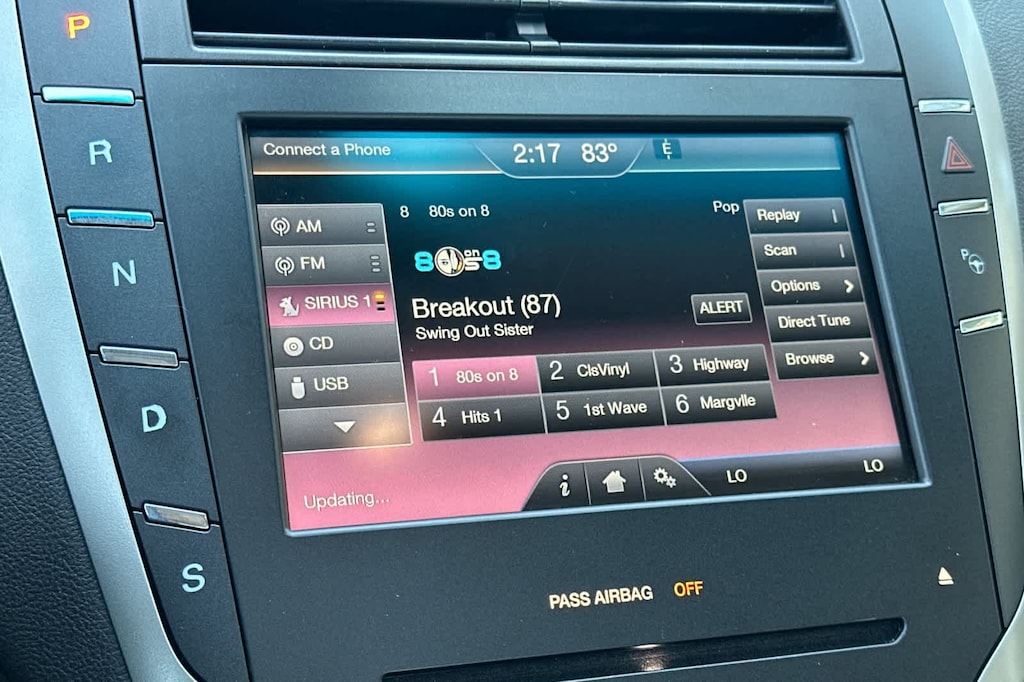 P
R
N
D
S
Connect a Phone
2:17 83° E
AM
FM
SIRIUS 1
CD
USB
8 80s on 8
Pop
80s on 8
Breakout (87)
Swing Out Sister
ALERT
Replay
Scan
Options
Direct Tune
Browse
1 80s on 8
2 ClsVinyl
3 Highway
4 Hits 1
5 1st Wave
6 Margvlle
Updating...
i
LO
LO
P
PASS AIRBAG OFF